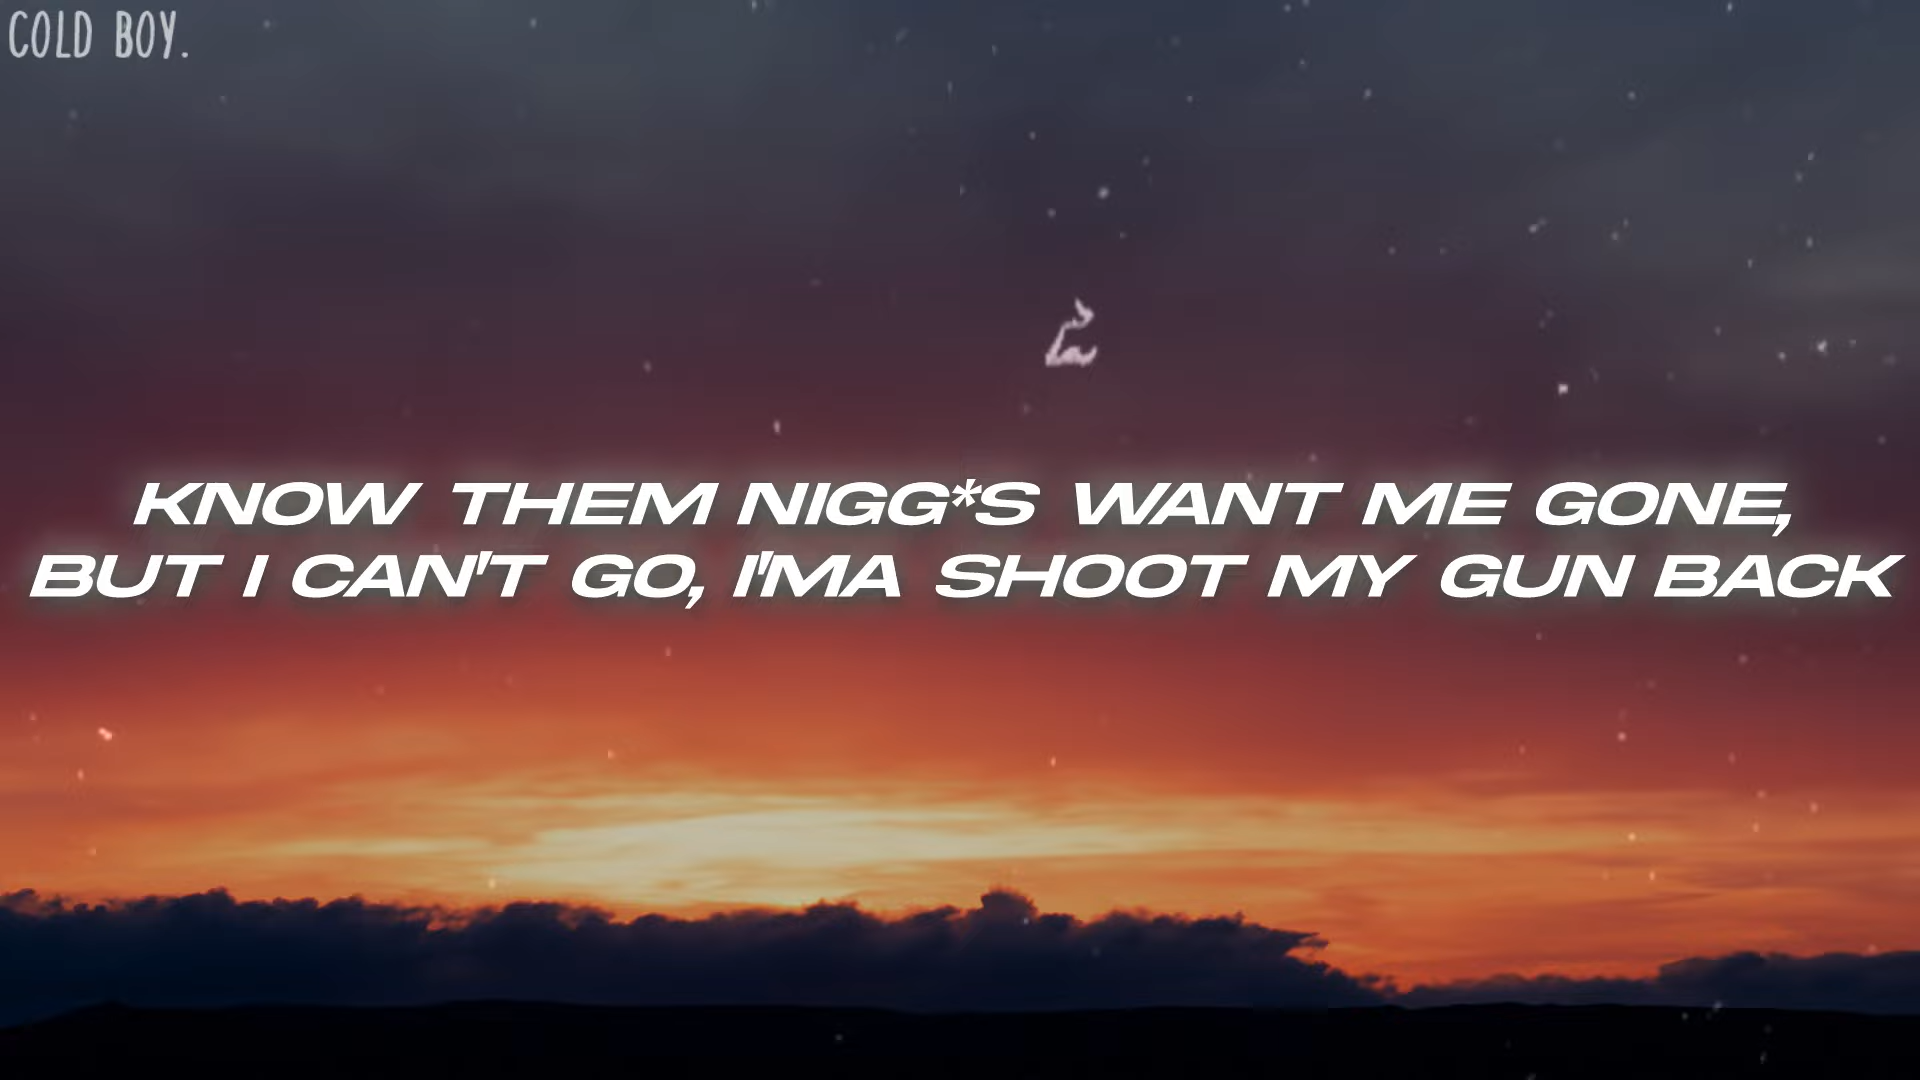 COLD BOY.
KNOW THEM NIGG*S WANT ME GONE,
BUT I CAN'T GO, I'MA SHOOT MY GUN BACK